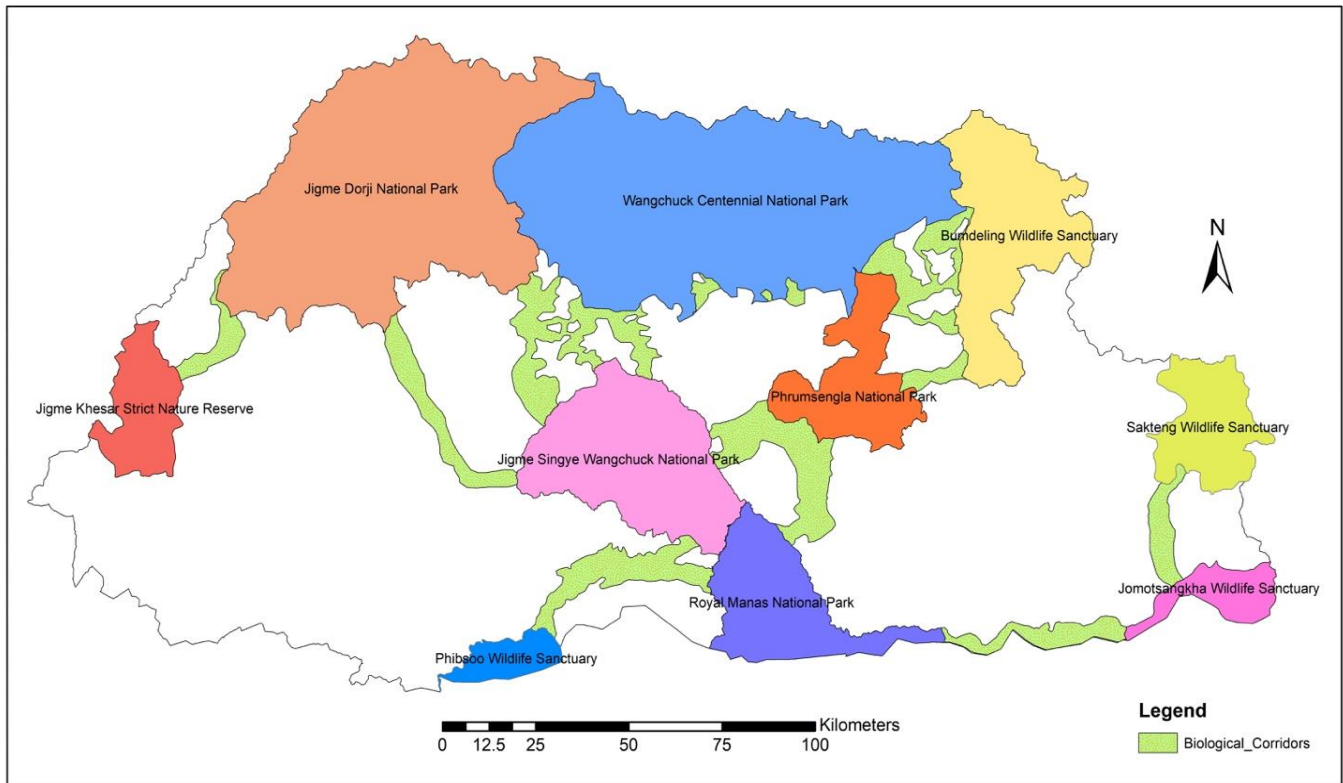 Jigme Dorji National Park
Wangchuck Centennial National Park
Bumdeling Wildlife Sanctuary
N
Jigme Khesar Strict Nature Reserve
Phrumsengla National Park
Sakteng Wildlife Sanctuary
Jigme Singye Wangchuck National Park
Jomotsangkha Wildlife Sanctuary
Royal Manas National Park
Phibsoo Wildlife Sanctuary
Kilometers
0 12.5 25 50 75 100
Legend
Biological_Corridors